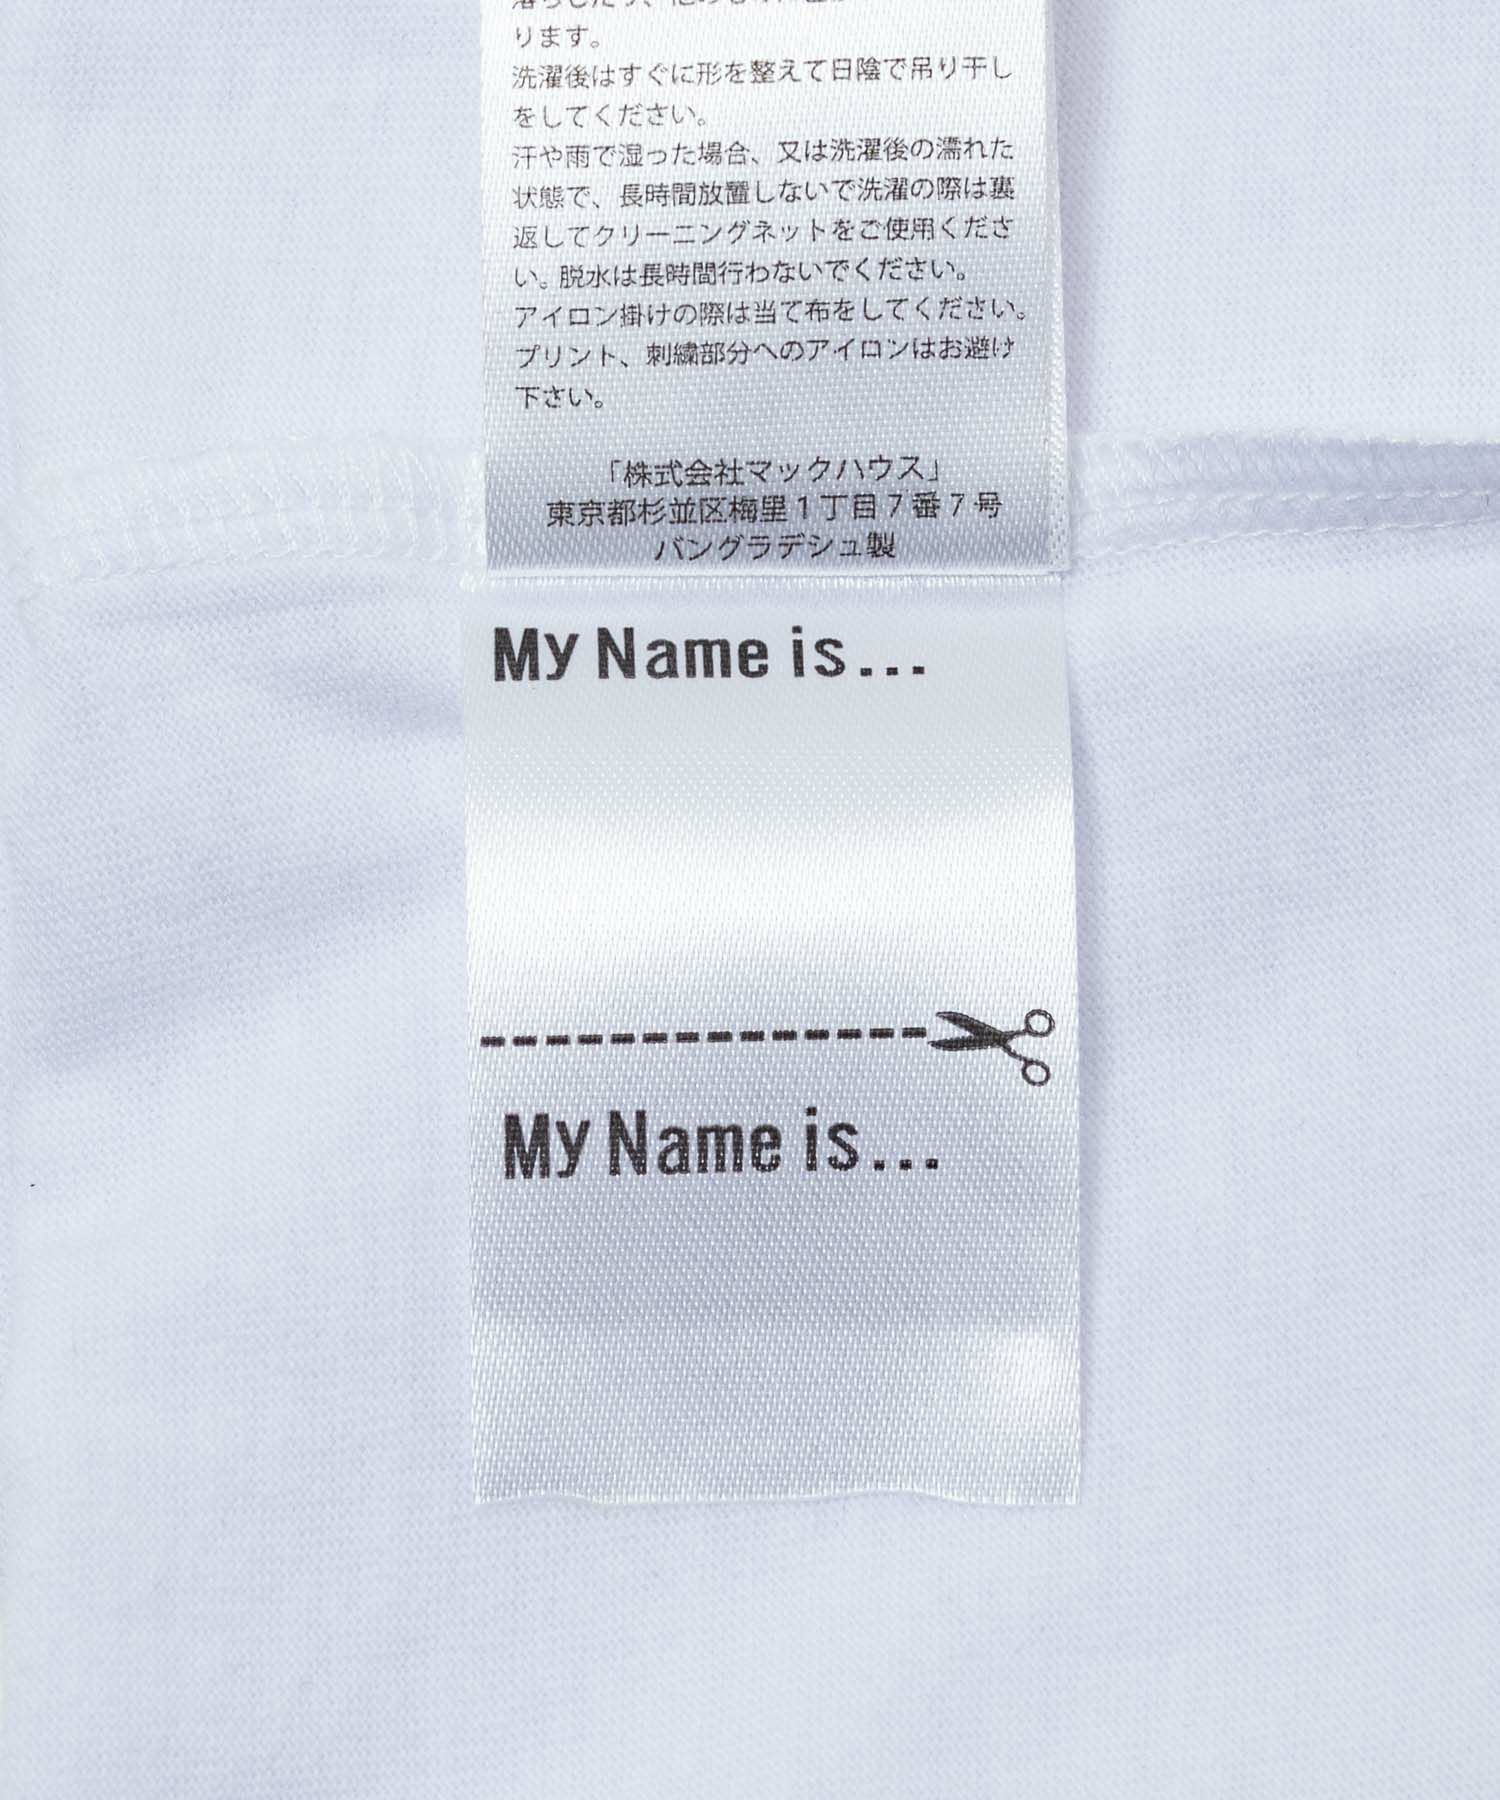 ります。
洗濯後はすぐに形を整えて日陰で吊り干し
をしてください。
汗や雨で湿った場合、又は洗濯後の濡れた
状態で、長時間放置しないで洗濯の際は裏
返してクリーニングネットをご使用くださ
い。脱水は長時間行わないでください。
アイロン掛けの際は当て布をしてください。
プリント、刺繍部分へのアイロンはお避け
下さい。
「株式会社マックハウス」
東京都杉並区梅里1丁目7番7号
バングラデシュ製
My Name is...
My Name is...